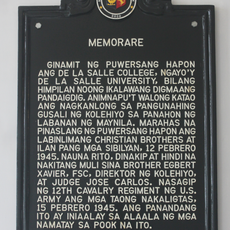 MEMORARE
GINAMIT NG PUWERSANG HAPON
ANG DE LA SALLE COLLEGE, NGAYO'Y
DE LA SALLE UNIVERSITY, BILANG
HIMPILAN NOONG IKALAWANG DIGMAANG
PANDAIGDIG. ANIMNAPU'T WALONG KATAO
ANG NAGKANLONG SA PANGUNAHING
GUSALI NG KOLEHIYO SA PANAHON NG
LABANAN NG MAYNILA. MARAHAS NA
PINASLANG NG PUWERSANG HAPON ANG
LABINLIMANG CHRISTIAN BROTHERS AT
ILAN PANG MGA SIBILYAN, 12 PEBRERO
1945. NAUNA RITO, DINAKIP AT HINDI NA
NAKITANG MULI SINA BROTHER EGBERT
XAVIER, FSC, DIREKTOR NG KOLEHIYO,
AT JUDGE JOSE CARLOS. NASAGIP
NG 12TH CAVALRY REGIMENT NG U.S.
ARMY ANG MGA TAONG NAKALIGTAS,
15 PEBRERO 1945. ANG PANANDANG
ITO AY INIAALAY SA ALAALA NG MGA
NAMATAY SA POOK NA ITO.